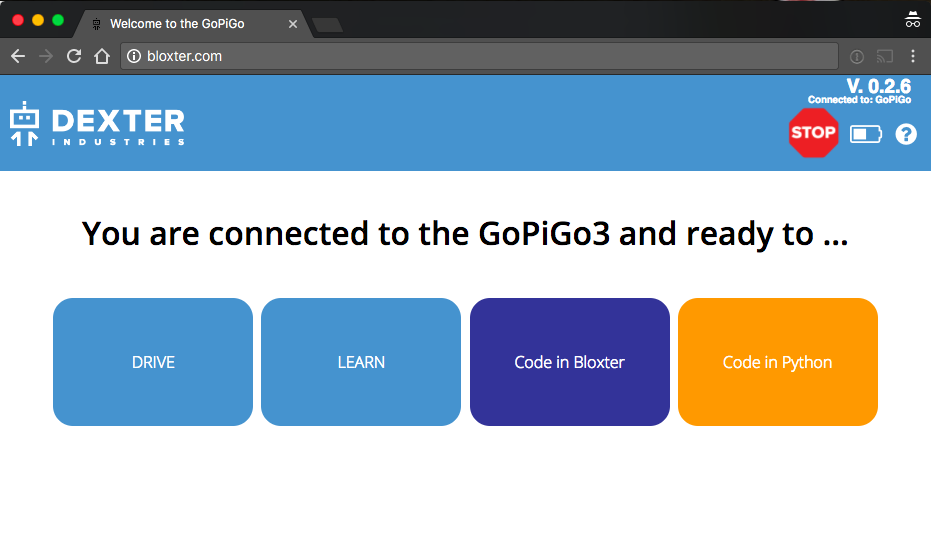 Welcome to the GoPiGo
bloxter.com
V. 0.2.6
Connected to: GoPiGo
DEXTER
INDUSTRIES
STOP
?
You are connected to the GoPiGo3 and ready to ...
DRIVE
LEARN
Code in Bloxter
Code in Python